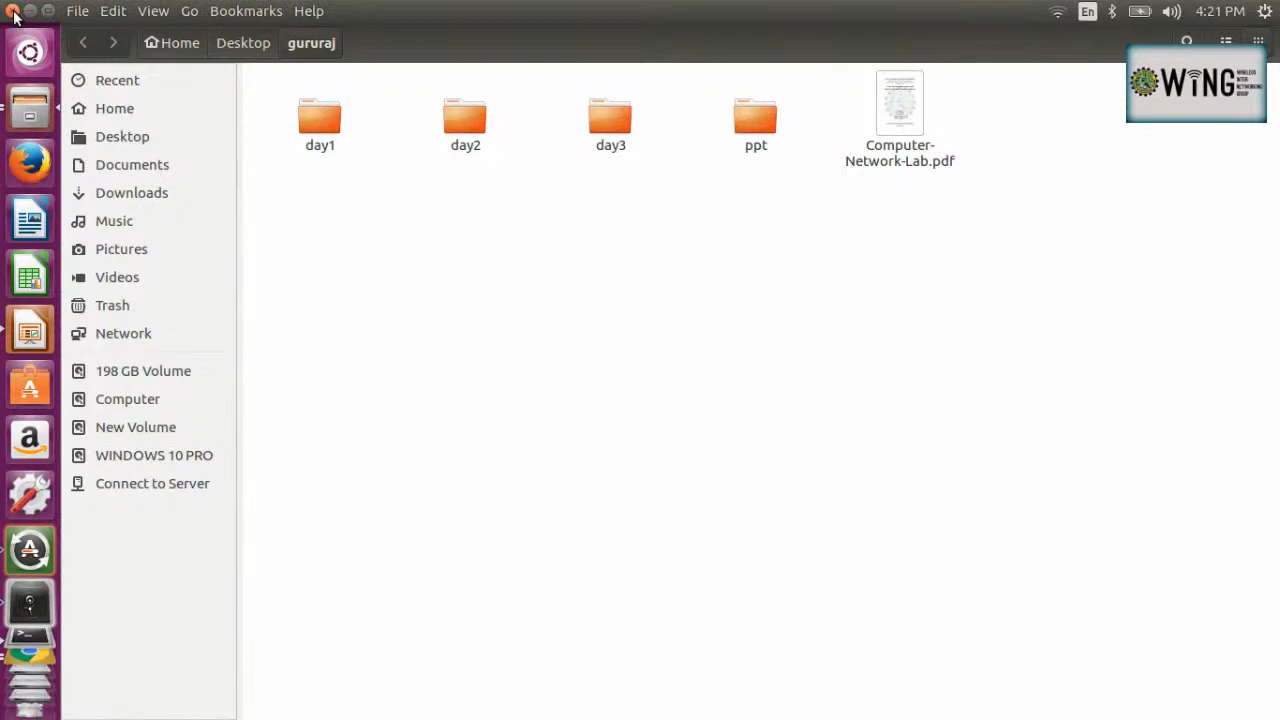 File Edit View Go Bookmarks Help
En
4:21 PM
Home Desktop gururaj
WiNG
WIRELESS
INTER
NETWORKING
GROUP
Recent
Home
Desktop
Documents
Downloads
Music
Pictures
Videos
Trash
Network
198 GB Volume
Computer
New Volume
WINDOWS 10 PRO
Connect to Server
day1
day2
day3
ppt
Computer-
Network-Lab.pdf